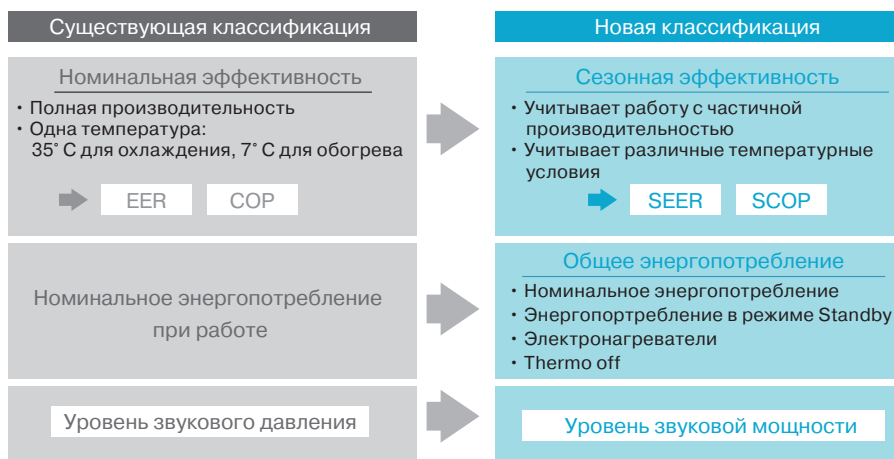 Существующая классификация
Новая классификация
Номинальная эффективность
• Полная производительность
• Одна температура:
35° C для охлаждения, 7° C для обогрева
EER COP
Сезонная эффективность
• Учитывает работу с частичной
производительностью
• Учитывает различные температурные
условия
SEER SCOP
Номинальное энергопотребление
при работе
Общее энергопотребление
• Номинальное энергопотребление
• Энергопортребление в режиме Standby
• Электронагреватели
• Thermo off
Уровень звукового давления
Уровень звуковой мощности